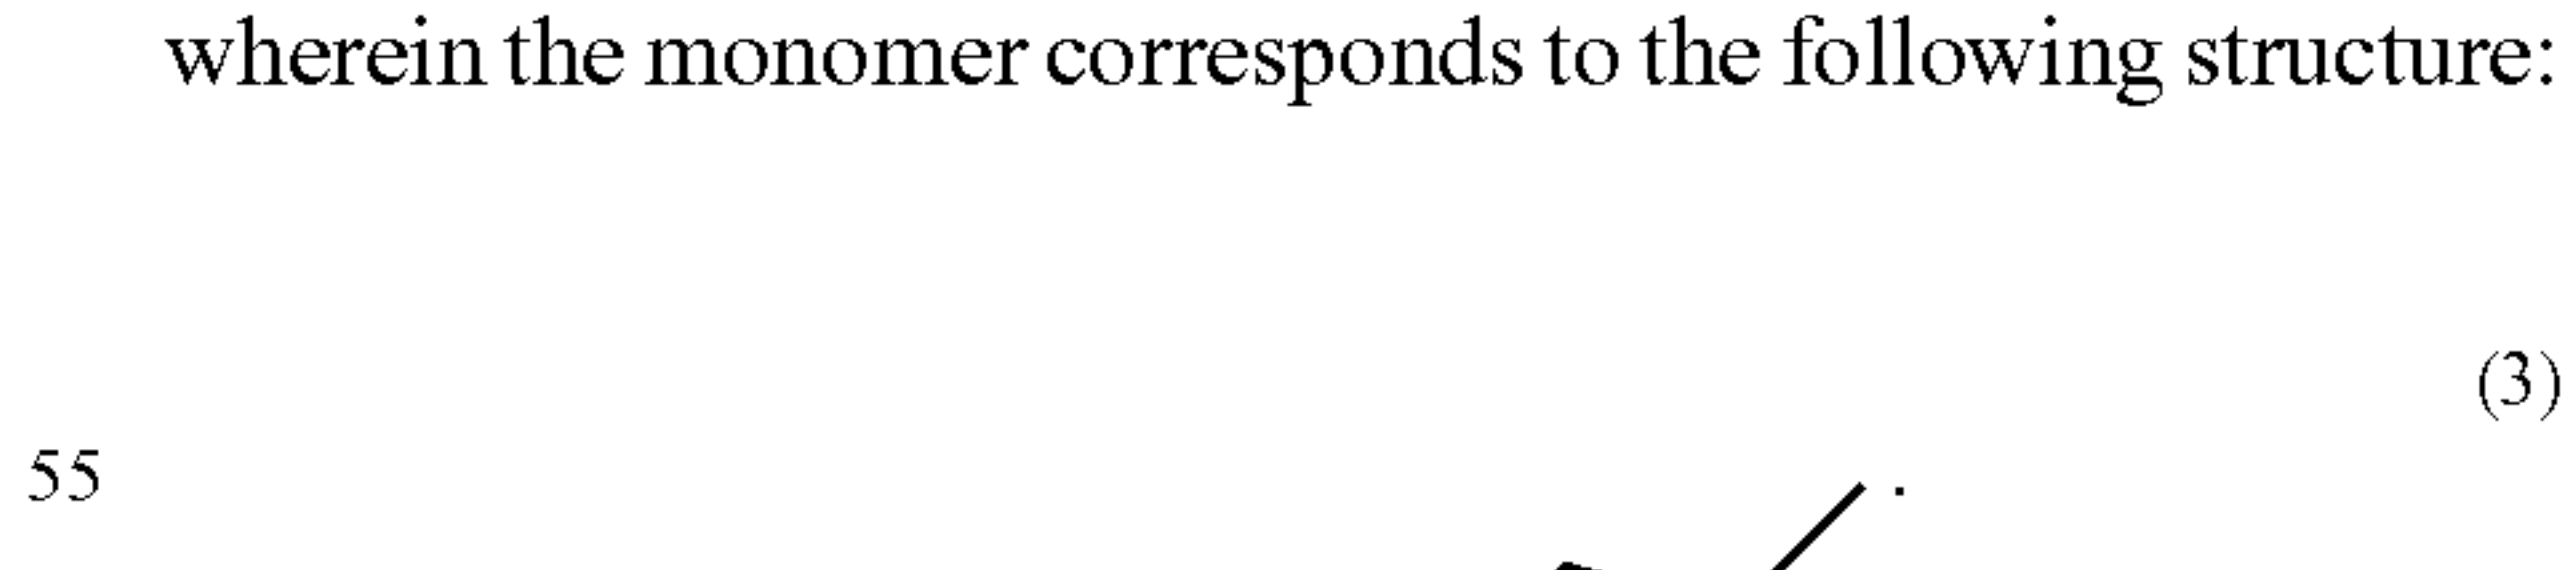 wherein the monomer corresponds to the following structure:
(3)
55